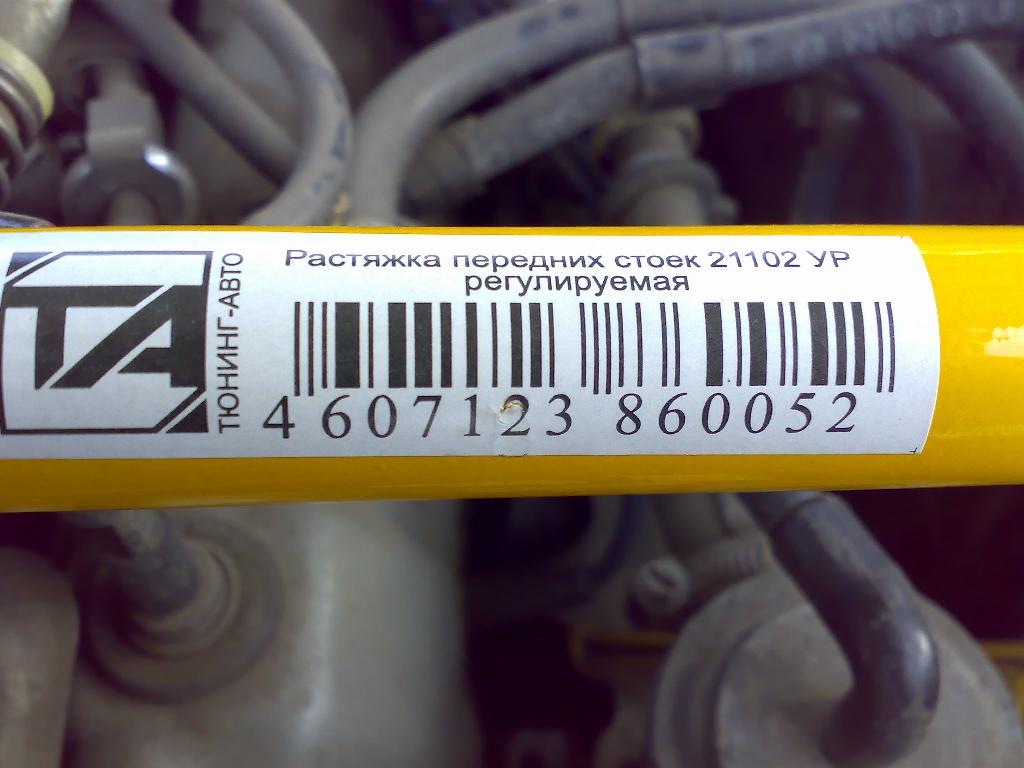 ТА
ТЮНИНГ-АВТО
Растяжка передних стоек 21102 УР
регулируемая
4 607123 860052